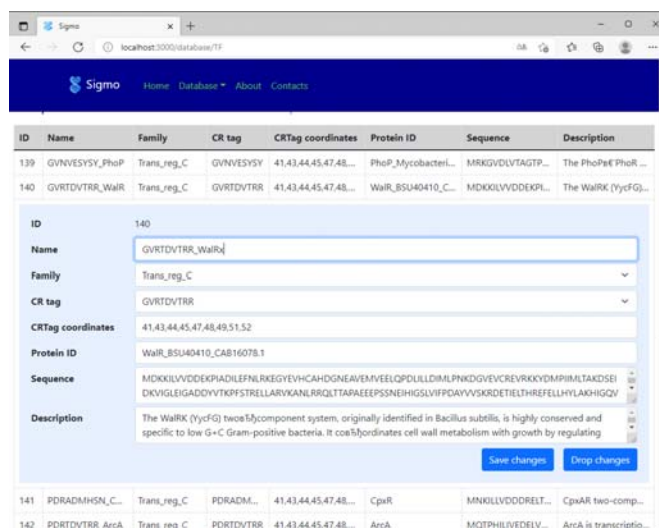 Sigmo
localhost:3000/database/TF
Sigmo Home Database About Contacts
ID Name Family CR tag CRTag coordinates Protein ID Sequence Description
139 GVNVESYSY_PhoP Trans_reg_C GVNVESYSY 41,43,44,45,47,48,... PhoP_Mycobacteri... MRKGVDLVTAGTP... The PhoPвЂ'PhoR ...
140 GVRTDVTRR_WalR Trans_reg_C GVRTDVTRR 41,43,44,45,47,48,... WalR_BSU40410_C... MDKKILVVDDEKPI... The WalRK (YycFG)...
ID 140
Name GVRTDVTRR_WalRx
Family Trans_reg_C
CR tag GVRTDVTRR
CRTag coordinates 41,43,44,45,47,48,49,51,52
Protein ID WalR_BSU40410_CAB16078.1
Sequence MDKKILVVDDEKPIADILEFNLRKEGYEVHCAHDGNEAVEMVEELQPDLILLDIMLPNKDGVEVCREVRKKYDMPIIMLTAKDSEI
DKVIGLEIGADDYVTKPFSTRELLARVKANLRRQLTTAPAEEEPSSNEIHIGSLVIFPDAYVVSKRDETIELTHREFELLHYLAKHIGQV
Description The WalRK (YycFG) twoвЂђcomponent system, originally identified in Bacillus subtilis, is highly conserved and
specific to low G+C Gram-positive bacteria. It coвЂђordinates cell wall metabolism with growth by regulating
Save changes Drop changes
141 PDRADMHSN_C... Trans_reg_C PDRADM... 41,43,44,45,47,48,... CpxR MNKILLVDDDRELT... CpxAR two-comp...
142 PDRTDVTRR_ArcA Trans_reg_C PDRTDVTRR 41,43,44,45,47,48,... ArcA MQTPHILIVEDELV... ArcA is transcriptio...